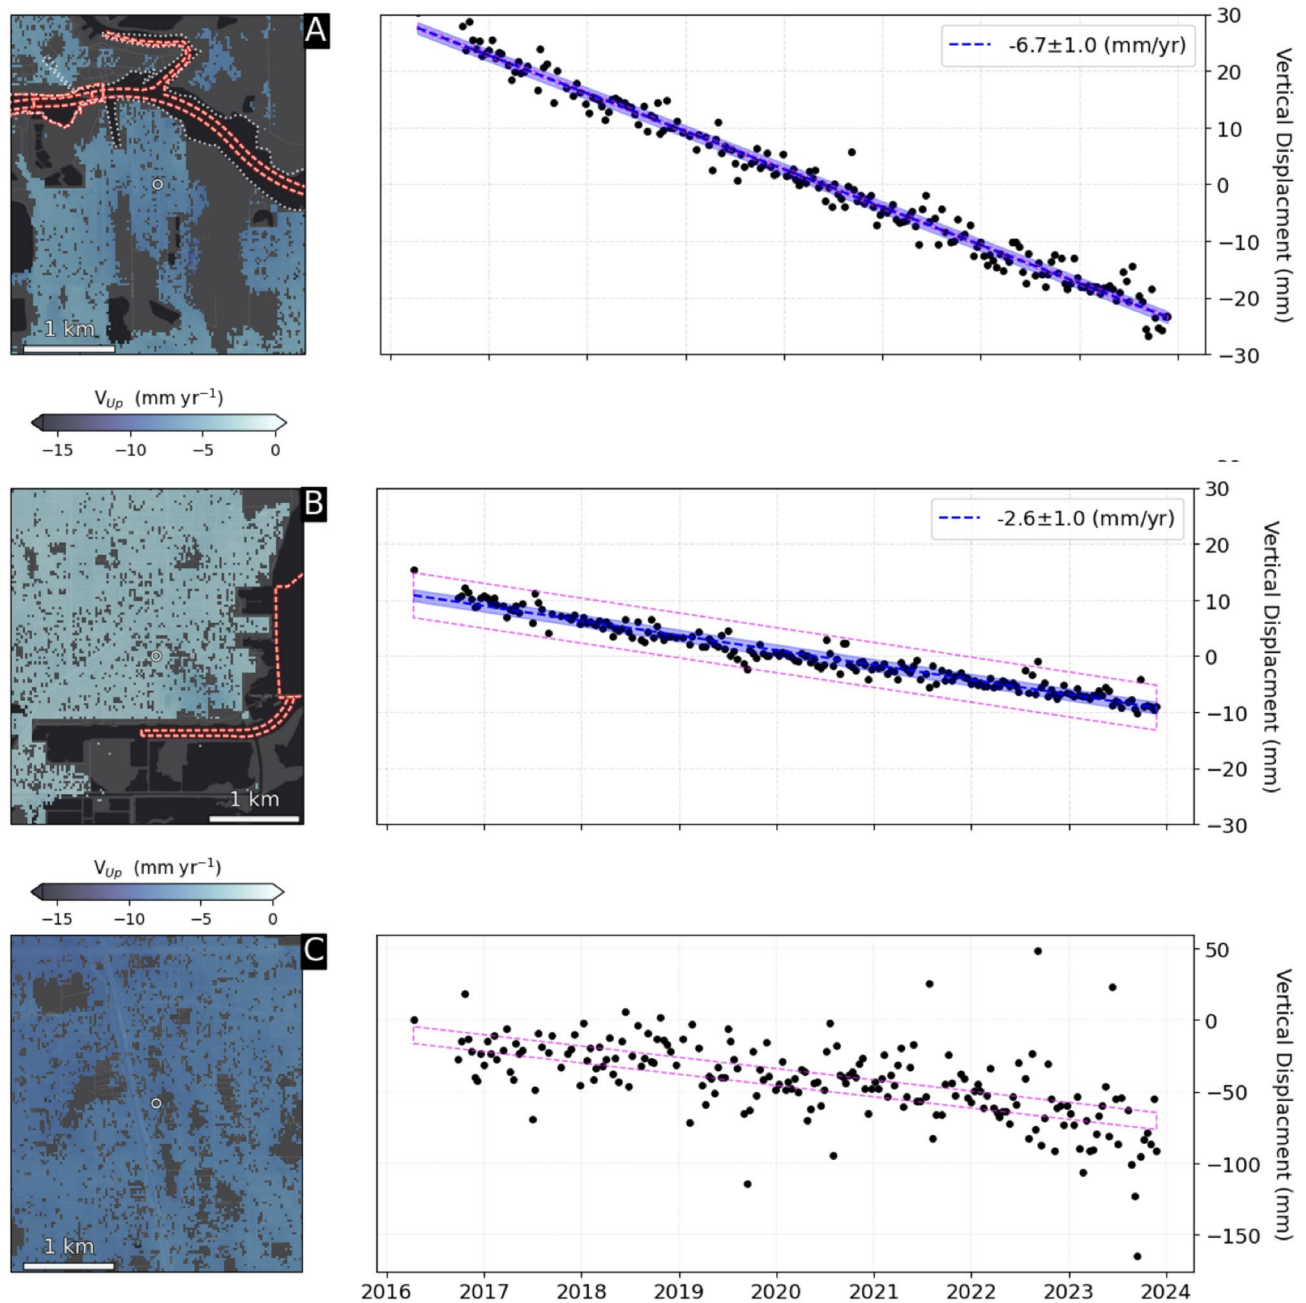 A
30
-6.7±1.0 (mm/yr)
20
10
0
−10
−20
−30
Vertical Displacment (mm)
1 km
V_Up (mm yr⁻¹)
−15 −10 −5 0
B
30
-2.6±1.0 (mm/yr)
20
10
0
−10
−20
−30
Vertical Displacment (mm)
1 km
V_Up (mm yr⁻¹)
−15 −10 −5 0
C
50
0
−50
−100
−150
Vertical Displacment (mm)
1 km
2016 2017 2018 2019 2020 2021 2022 2023 2024